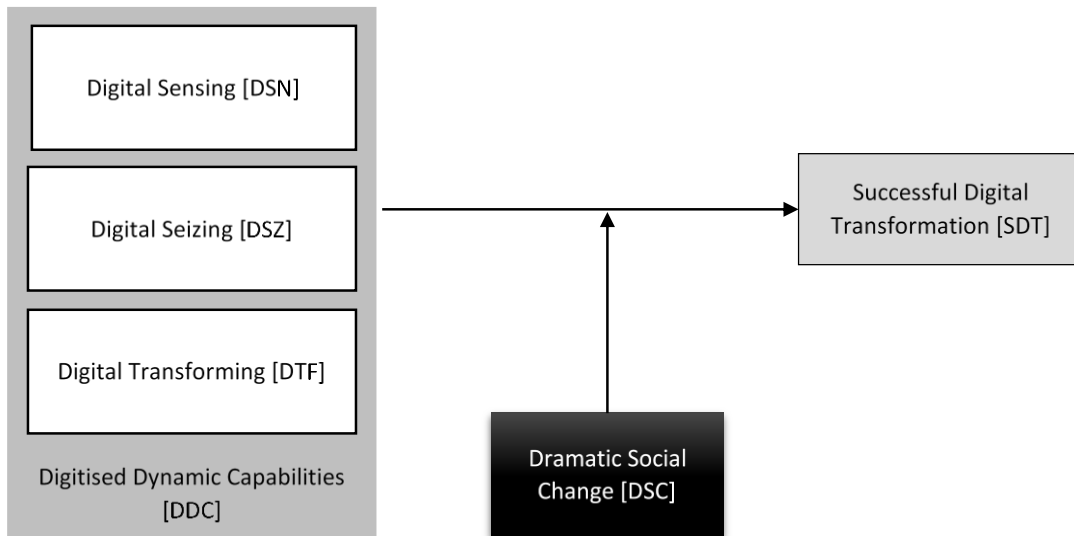 Digital Sensing [DSN]
Digital Seizing [DSZ]
Successful Digital
Transformation [SDT]
Digital Transforming [DTF]
Digitised Dynamic Capabilities
[DDC]
Dramatic Social
Change [DSC]